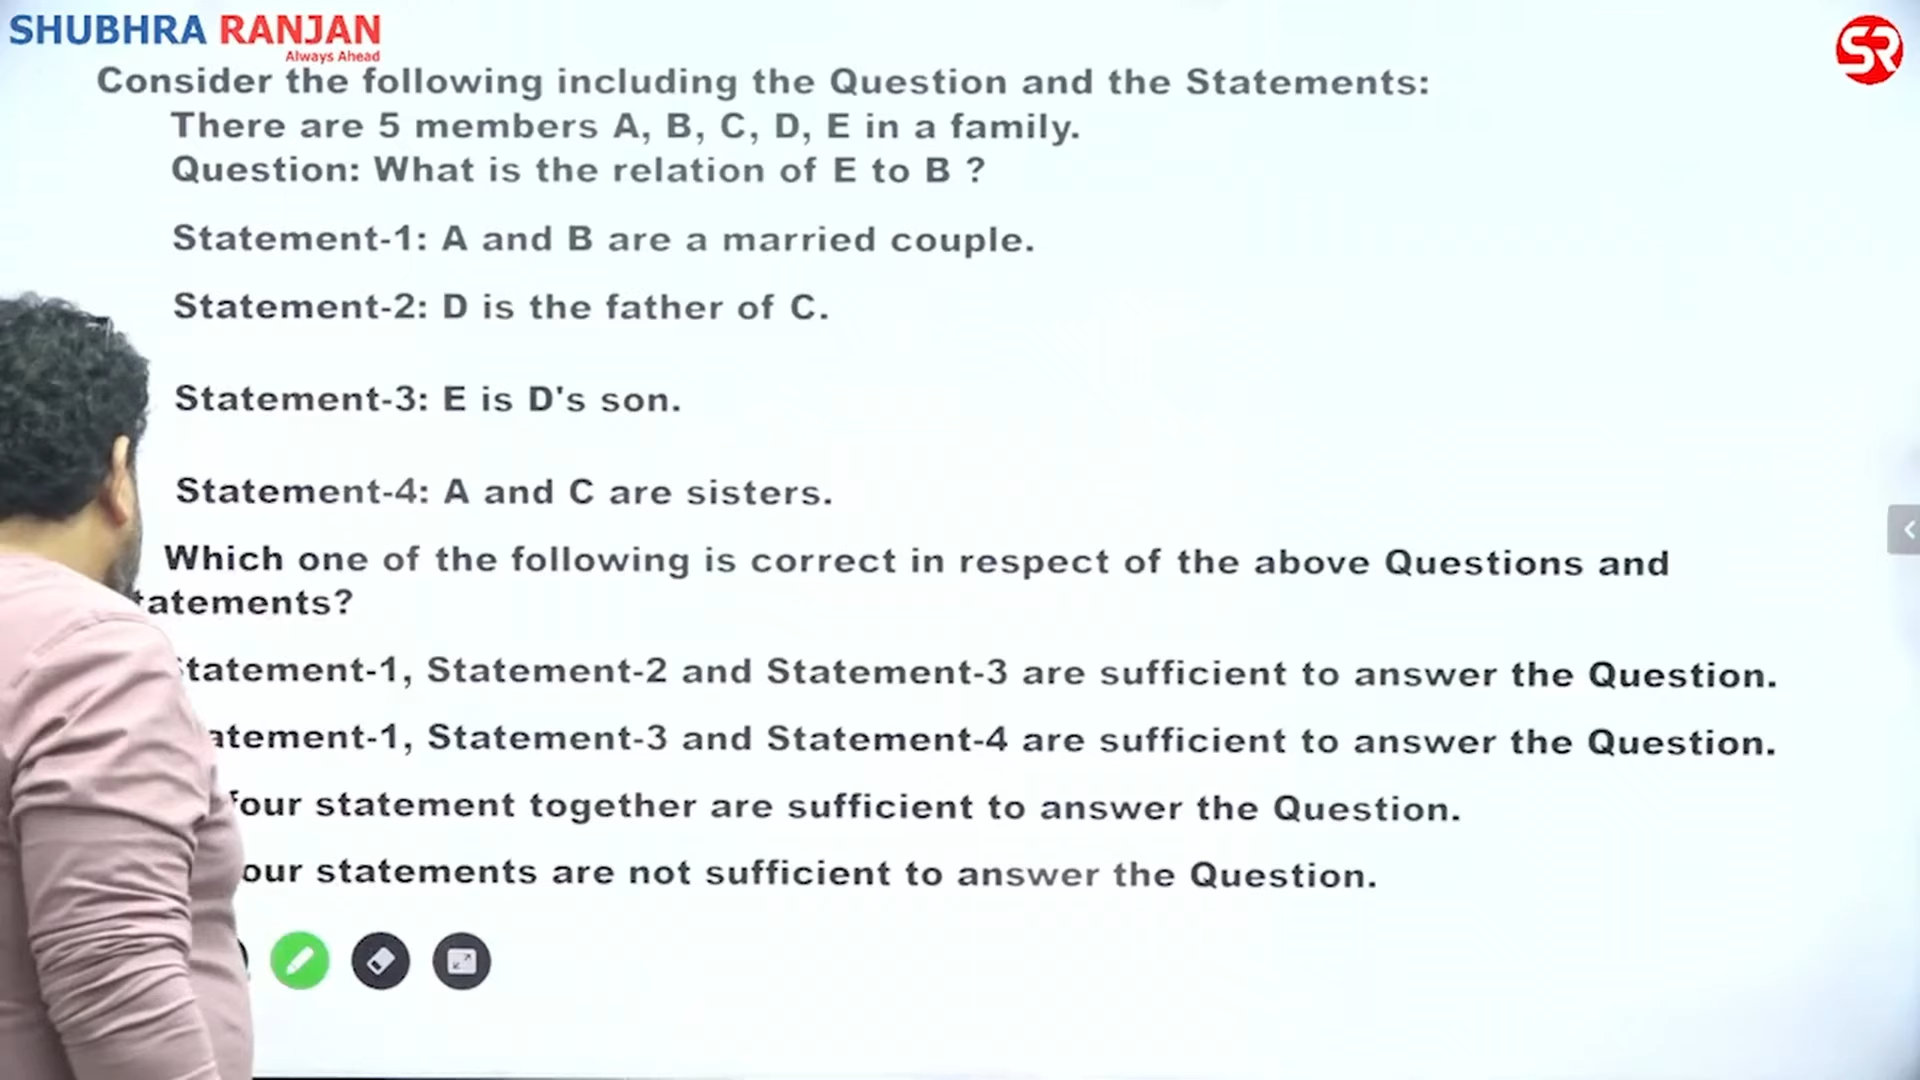 SHUBHRA RANJAN
Always Ahead
SR
Consider the following including the Question and the Statements:
There are 5 members A, B, C, D, E in a family.
Question: What is the relation of E to B ?
Statement-1: A and B are a married couple.
Statement-2: D is the father of C.
Statement-3: E is D's son.
Statement-4: A and C are sisters.
Which one of the following is correct in respect of the above Questions and
tatements?
tatement-1, Statement-2 and Statement-3 are sufficient to answer the Question.
atement-1, Statement-3 and Statement-4 are sufficient to answer the Question.
four statement together are sufficient to answer the Question.
our statements are not sufficient to answer the Question.